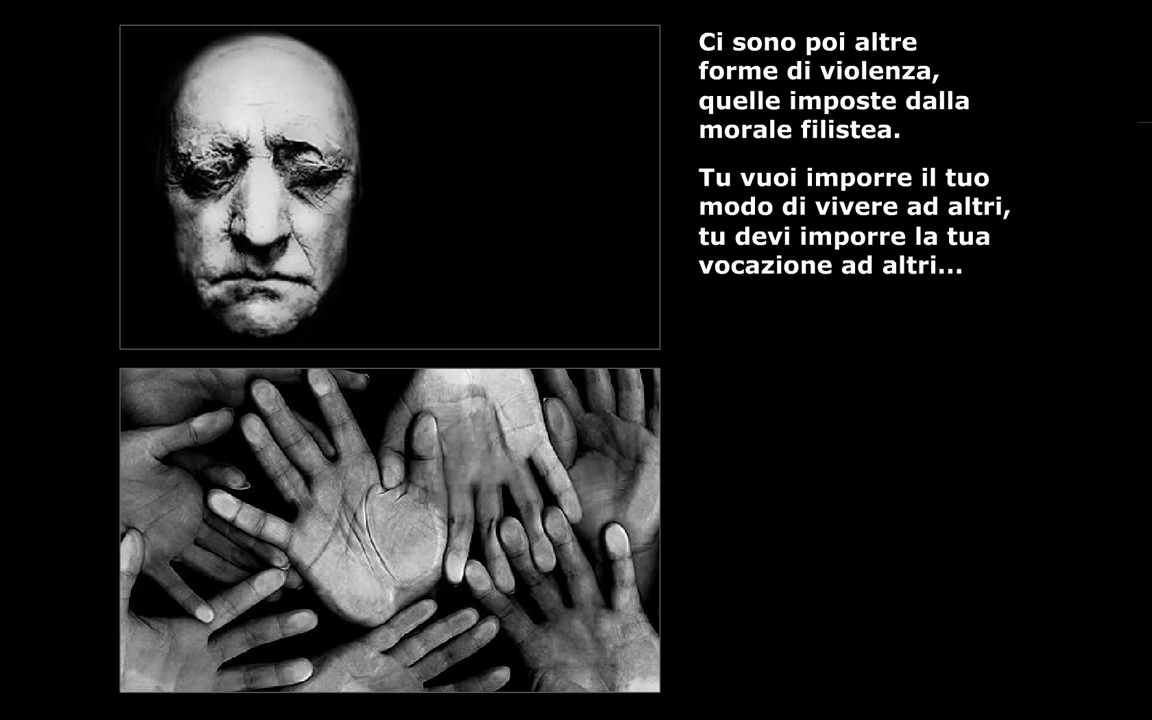 Ci sono poi altre
forme di violenza,
quelle imposte dalla
morale filistea.
Tu vuoi imporre il tuo
modo di vivere ad altri,
tu devi imporre la tua
vocazione ad altri...